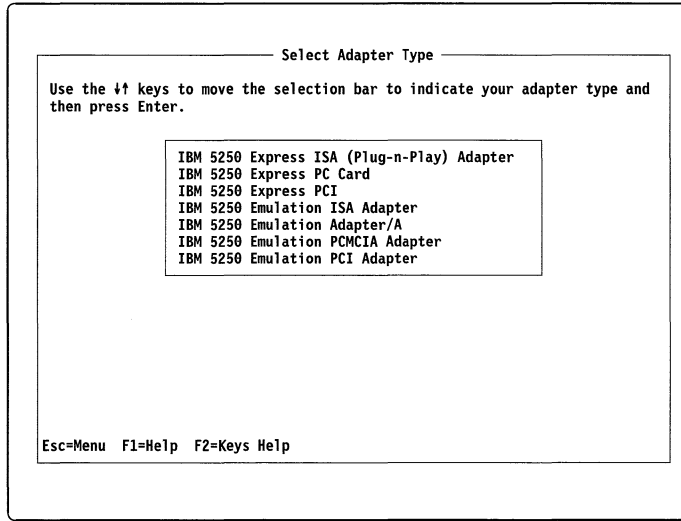 Select Adapter Type
Use the ↓↑ keys to move the selection bar to indicate your adapter type and
then press Enter.
IBM 5250 Express ISA (Plug-n-Play) Adapter
IBM 5250 Express PC Card
IBM 5250 Express PCI
IBM 5250 Emulation ISA Adapter
IBM 5250 Emulation Adapter/A
IBM 5250 Emulation PCMCIA Adapter
IBM 5250 Emulation PCI Adapter
Esc=Menu F1=Help F2=Keys Help